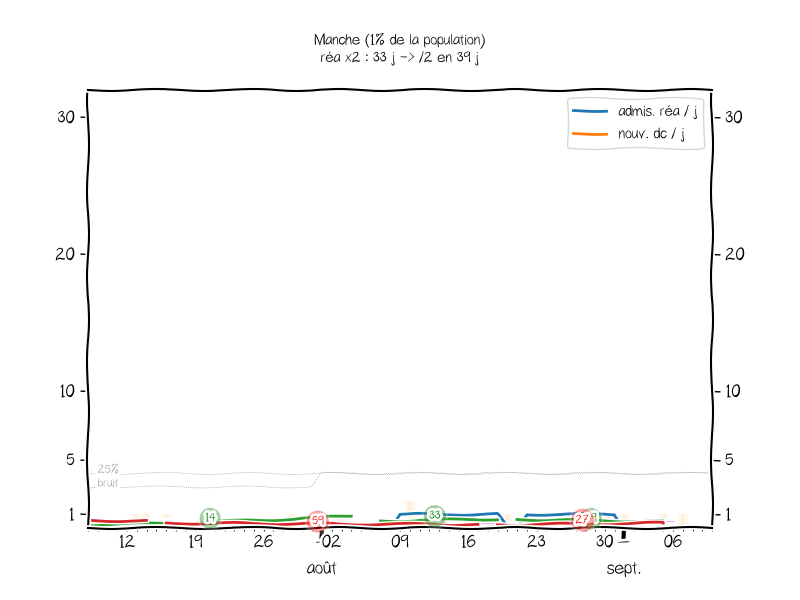 Manche (1% de la population)
réa x2 : 33 j -> /2 en 39 j
admis. réa / j
nouv. dc / j
30 30
20 20
10 10
5 5
25%
bruit
1 1
14 59 33 27
12 19 26 02 09 16 23 30 06
août sept.